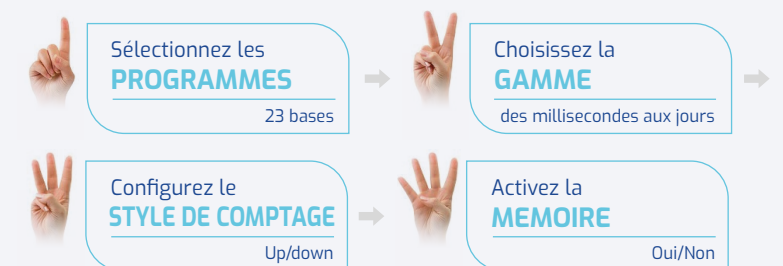 Sélectionnez les
PROGRAMMES
23 bases
Choisissez la
GAMME
des millisecondes aux jours
Configurez le
STYLE DE COMPTAGE
Up/down
Activez la
MEMOIRE
Oui/Non